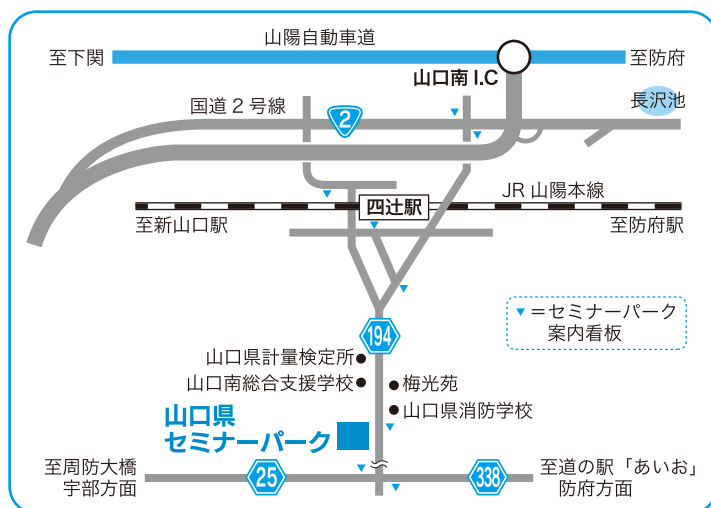 山陽自動車道
至下関
至防府
山口南 I.C
国道 2 号線
2
長沢池
JR 山陽本線
四辻駅
至新山口駅
至防府駅
＝セミナーパーク
案内看板
194
山口県計量検定所
山口南総合支援学校
梅光苑
山口県消防学校
山口県
セミナーパーク
至周防大橋
宇部方面
25
338
至道の駅「あいお」
防府方面